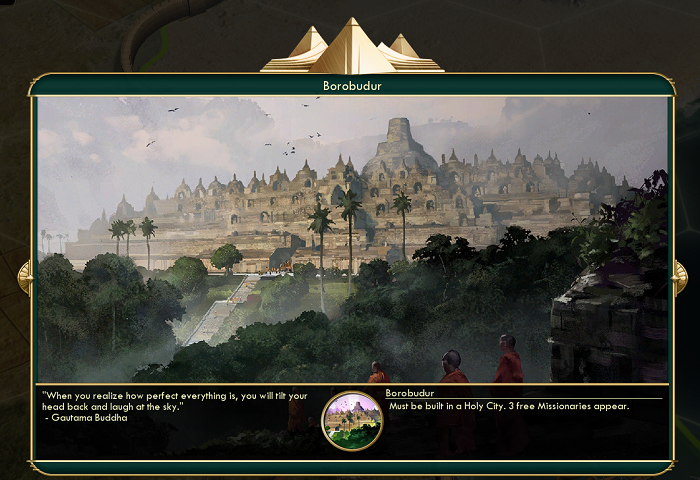 Borobudur
"When you realize how perfect everything is, you will tilt your
head back and laugh at the sky."
- Gautama Buddha
Borobudur
Must be built in a Holy City. 3 free Missionaries appear.